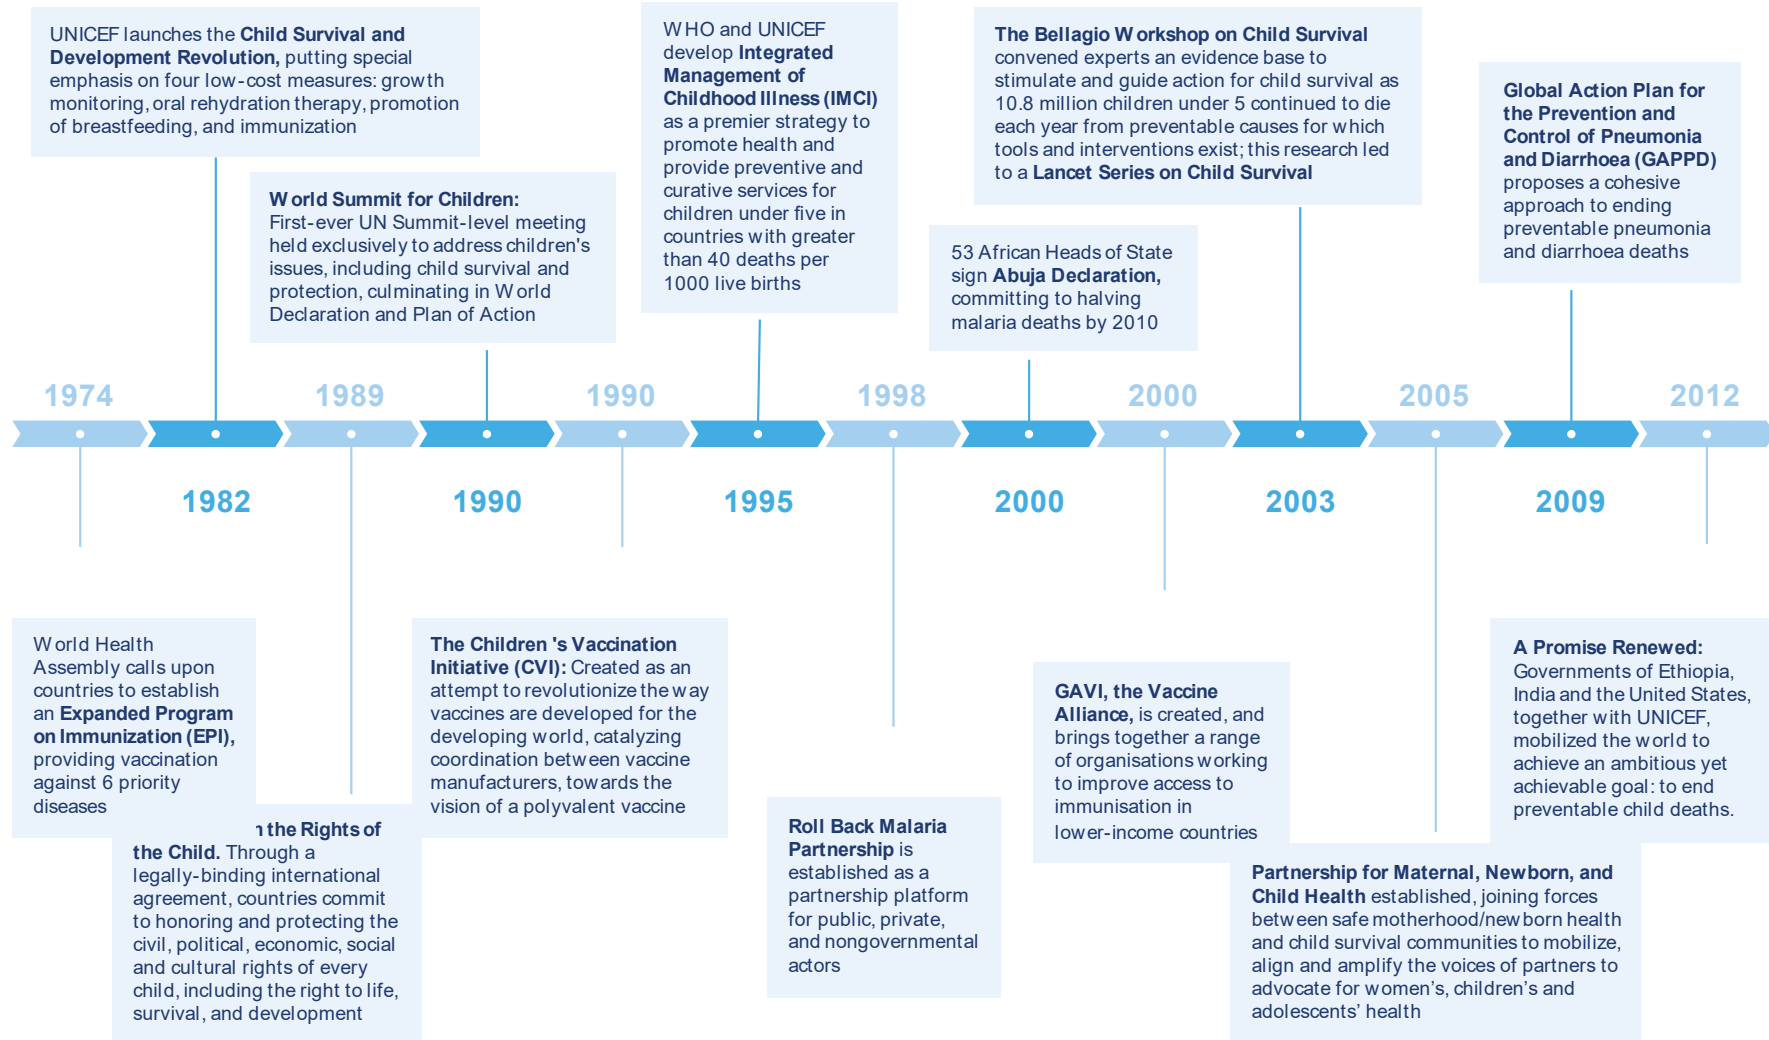 UNICEF launches the Child Survival and
Development Revolution, putting special
emphasis on four low-cost measures: growth
monitoring, oral rehydration therapy, promotion
of breastfeeding, and immunization
World Summit for Children:
First-ever UN Summit-level meeting
held exclusively to address children's
issues, including child survival and
protection, culminating in World
Declaration and Plan of Action
WHO and UNICEF
develop Integrated
Management of
Childhood Illness (IMCI)
as a premier strategy to
promote health and
provide preventive and
curative services for
children under five in
countries with greater
than 40 deaths per
1000 live births
53 African Heads of State
sign Abuja Declaration,
committing to halving
malaria deaths by 2010
The Bellagio Workshop on Child Survival
convened experts an evidence base to
stimulate and guide action for child survival as
10.8 million children under 5 continued to die
each year from preventable causes for which
tools and interventions exist; this research led
to a Lancet Series on Child Survival
Global Action Plan for
the Prevention and
Control of Pneumonia
and Diarrhoea (GAPPD)
proposes a cohesive
approach to ending
preventable pneumonia
and diarrhoea deaths
1974
1989
1990
1998
2000
2005
2012
1982
1990
1995
2000
2003
2009
World Health
Assembly calls upon
countries to establish
an Expanded Program
on Immunization (EPI),
providing vaccination
against 6 priority
diseases
the Rights of
the Child. Through a
legally-binding international
agreement, countries commit
to honoring and protecting the
civil, political, economic, social
and cultural rights of every
child, including the right to life,
survival, and development
The Children 's Vaccination
Initiative (CVI): Created as an
attempt to revolutionize the way
vaccines are developed for the
developing world, catalyzing
coordination between vaccine
manufacturers, towards the
vision of a polyvalent vaccine
Roll Back Malaria
Partnership is
established as a
partnership platform
for public, private,
and nongovernmental
actors
GAVI, the Vaccine
Alliance, is created, and
brings together a range
of organisations working
to improve access to
immunisation in
lower-income countries
Partnership for Maternal, Newborn, and
Child Health established, joining forces
between safe motherhood/newborn health
and child survival communities to mobilize,
align and amplify the voices of partners to
advocate for women’s, children’s and
adolescents’ health
A Promise Renewed:
Governments of Ethiopia,
India and the United States,
together with UNICEF,
mobilized the world to
achieve an ambitious yet
achievable goal: to end
preventable child deaths.